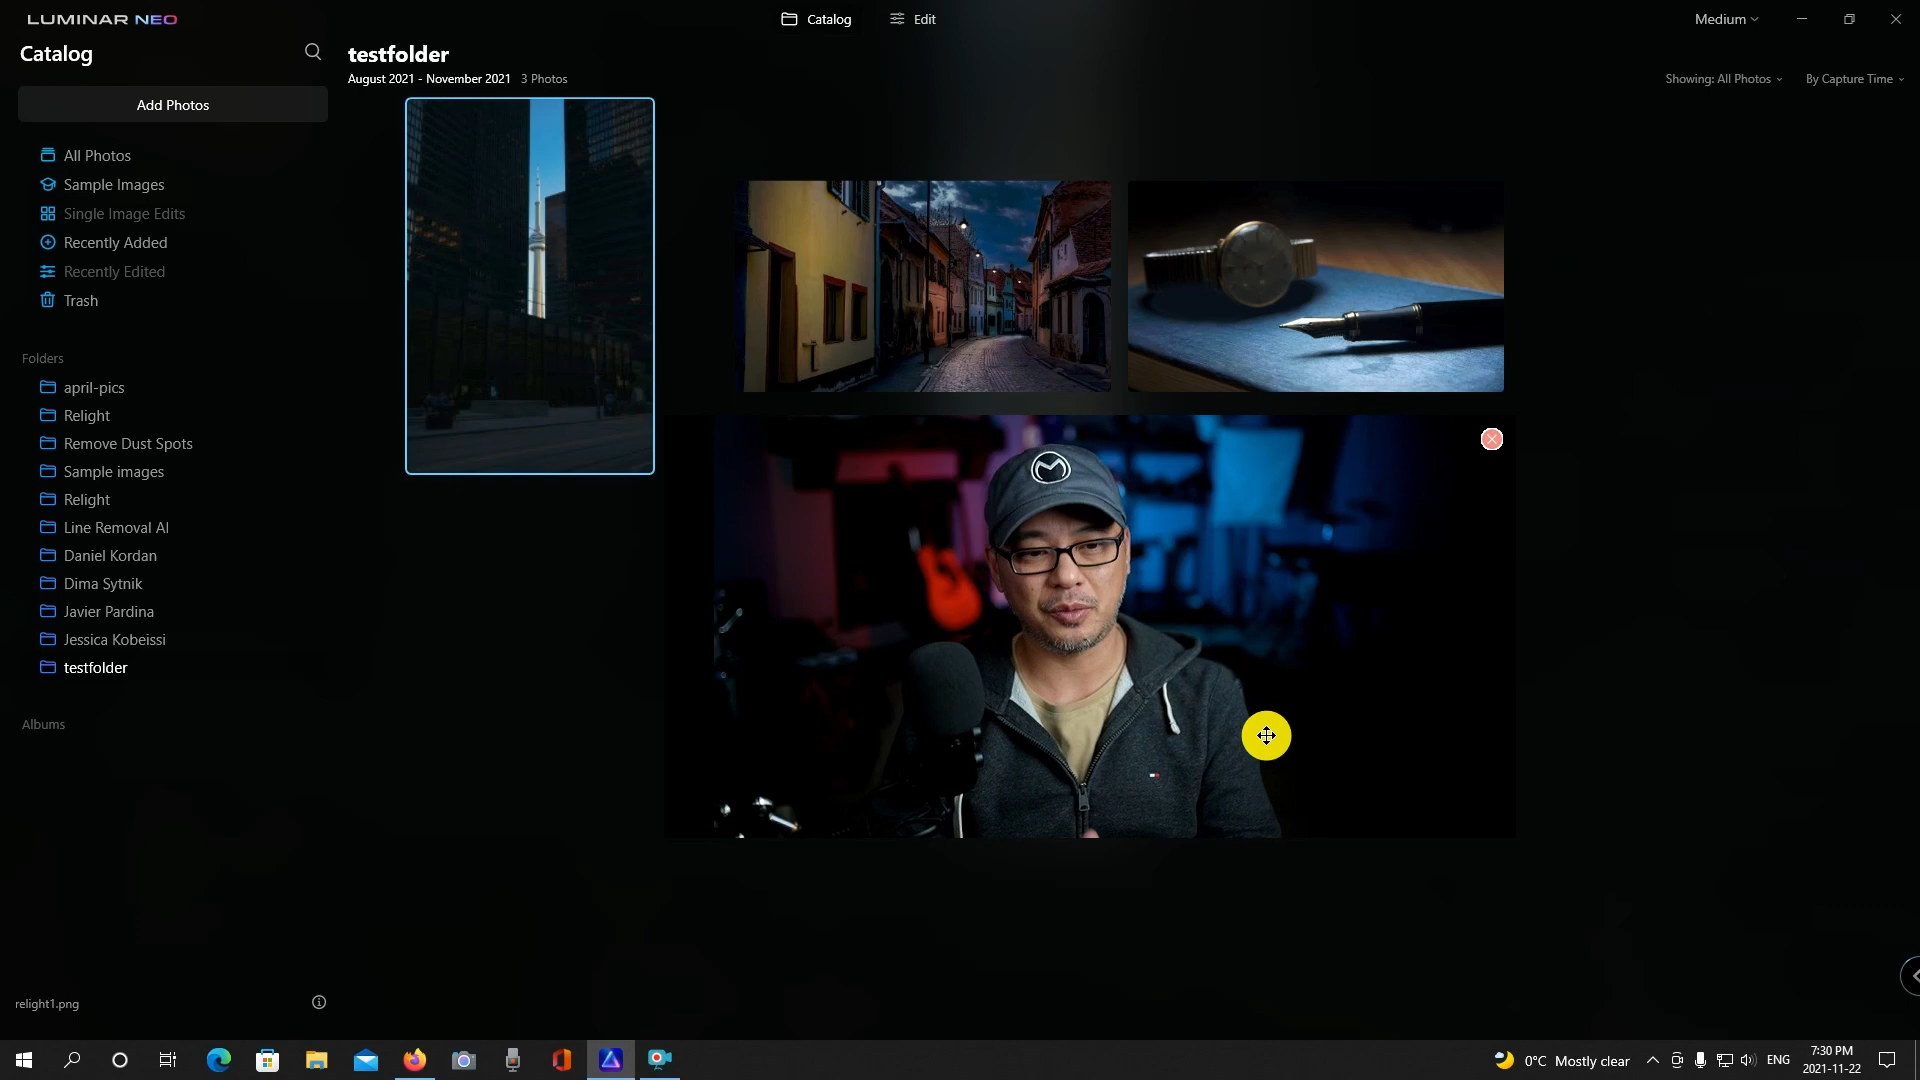 LUMINAR NEO
Catalog
Edit
Medium
Catalog
testfolder
August 2021 - November 2021 3 Photos
Showing: All Photos
By Capture Time
Add Photos
All Photos
Sample Images
Single Image Edits
Recently Added
Recently Edited
Trash
Folders
april-pics
Relight
Remove Dust Spots
Sample images
Relight
Line Removal AI
Daniel Kordan
Dima Sytnik
Javier Pardina
Jessica Kobeissi
testfolder
Albums
relight1.png
0°C Mostly clear
ENG
7:30 PM
2021-11-22